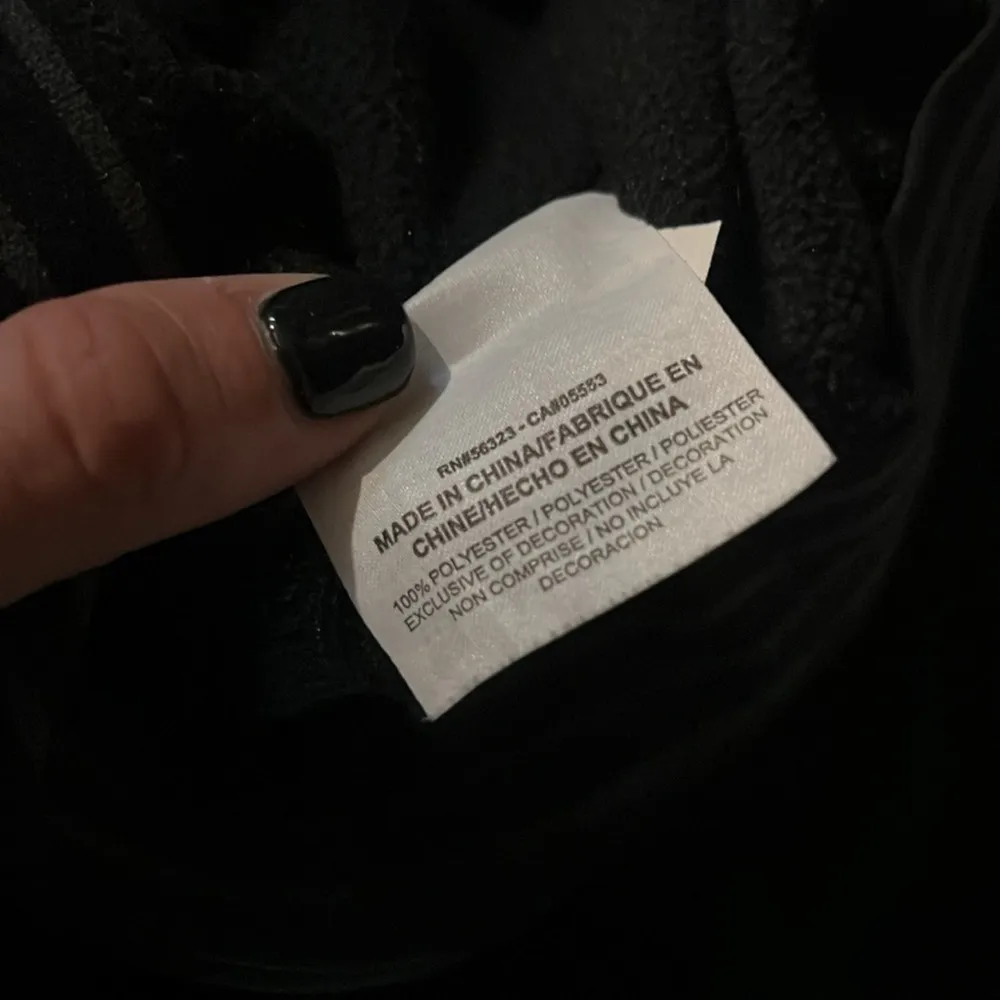 RN#56323 - CA#05553
MADE IN CHINA/FABRIQUE EN
CHINE/HECHO EN CHINA
100% POLYESTER / POLYESTER / POLIESTER
EXCLUSIVE OF DECORATION / DECORATION
NON COMPRISE / NO INCLUYE LA
DECORACION